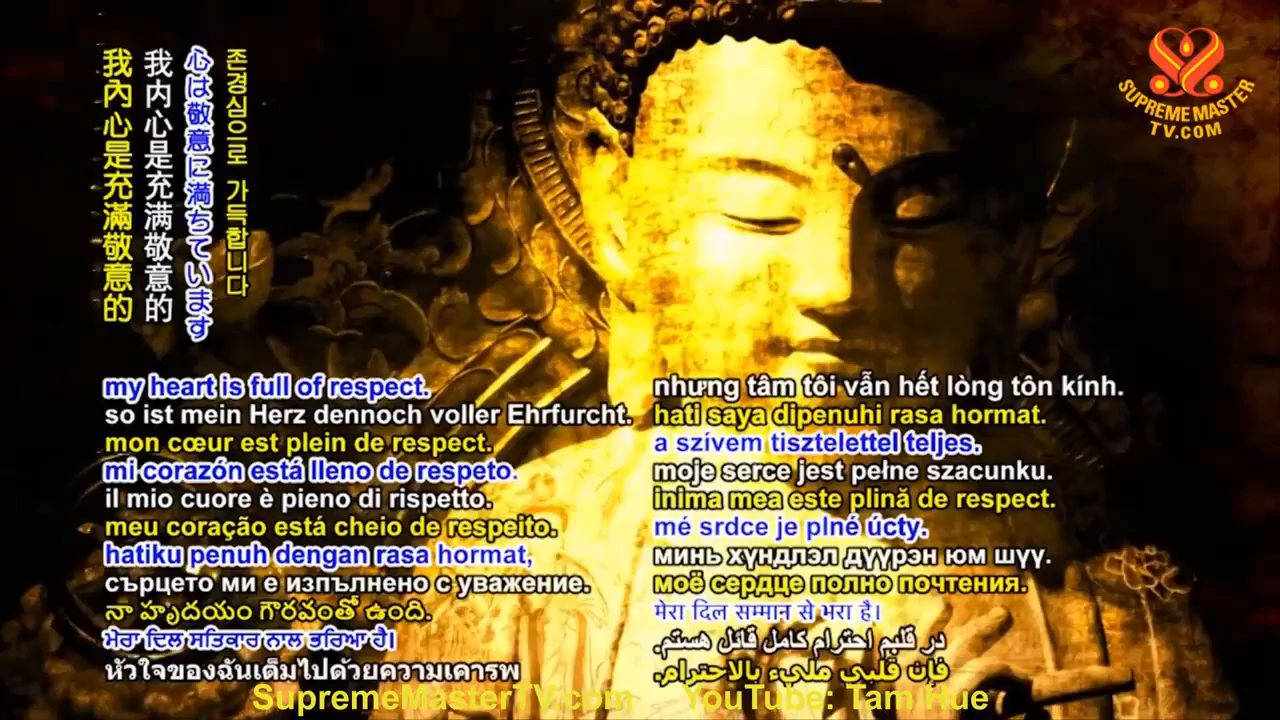 我內心是充滿敬意的
我内心是充满敬意的
心は敬意に満ちています
존경심으로 가득합니다
SUPREME MASTER
TV.COM
my heart is full of respect.
so ist mein Herz dennoch voller Ehrfurcht.
mon cœur est plein de respect.
mi corazón está lleno de respeto.
il mio cuore è pieno di rispetto.
meu coração está cheio de respeito.
hatiku penuh dengan rasa hormat,
сърцето ми е изпълнено с уважение.
నా హృదయం గౌరవంతో ఉంది.
ਮੇਰਾ ਦਿਲ ਸਤਿਕਾਰ ਨਾਲ ਭਰਿਆ ਹੈ।
หัวใจของฉันเต็มไปด้วยความเคารพ
nhưng tâm tôi vẫn hết lòng tôn kính.
hati saya dipenuhi rasa hormat.
a szívem tisztelettel teljes.
moje serce jest pełne szacunku.
inima mea este plină de respect.
mé srdce je plné úcty.
минь хүндлэл дүүрэн юм шүү.
моё сердце полно почтения.
मेरा दिल सम्मान से भरा है।
در قلبم احترام کامل قائل هستم.
فإن قلبي مليء بالاحترام.
SupremeMasterTV.com YouTube: Tam Hue